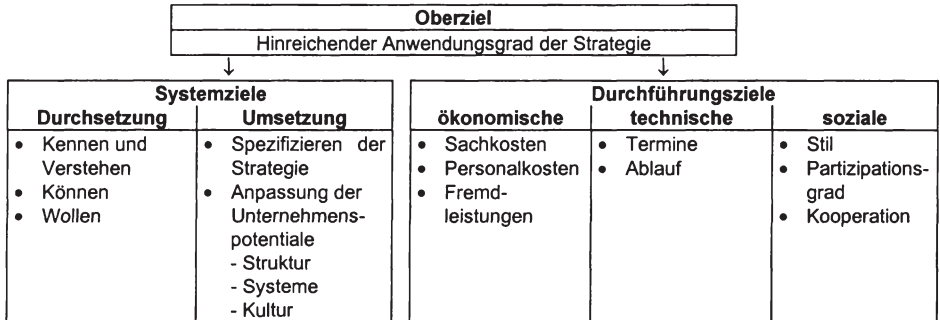 Oberziel
Hinreichender Anwendungsgrad der Strategie
Systemziele
Durchsetzung
• Kennen und
Verstehen
• Können
• Wollen
Umsetzung
• Spezifizieren der
Strategie
• Anpassung der
Unternehmens-
potentiale
- Struktur
- Systeme
- Kultur
Durchführungsziele
ökonomische
• Sachkosten
• Personalkosten
• Fremd-
leistungen
technische
• Termine
• Ablauf
soziale
• Stil
• Partizipations-
grad
• Kooperation